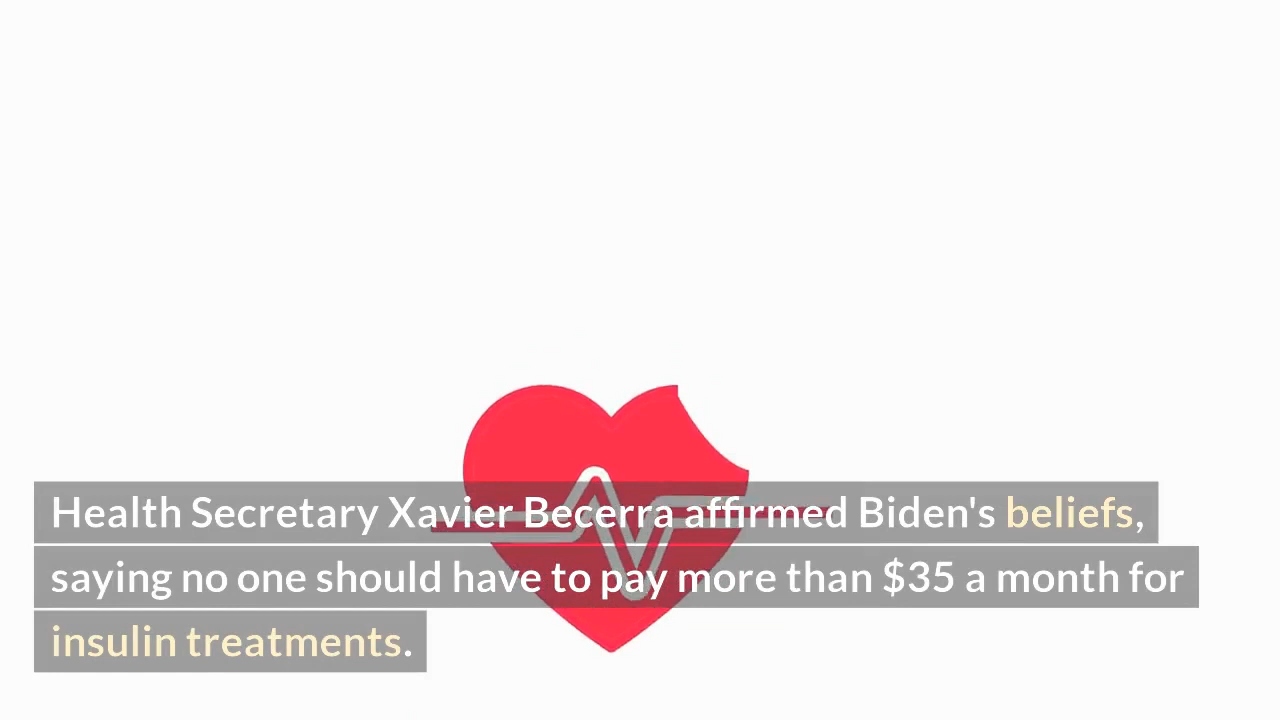 Health Secretary Xavier Becerra affirmed Biden's beliefs,
saying no one should have to pay more than $35 a month for
insulin treatments.